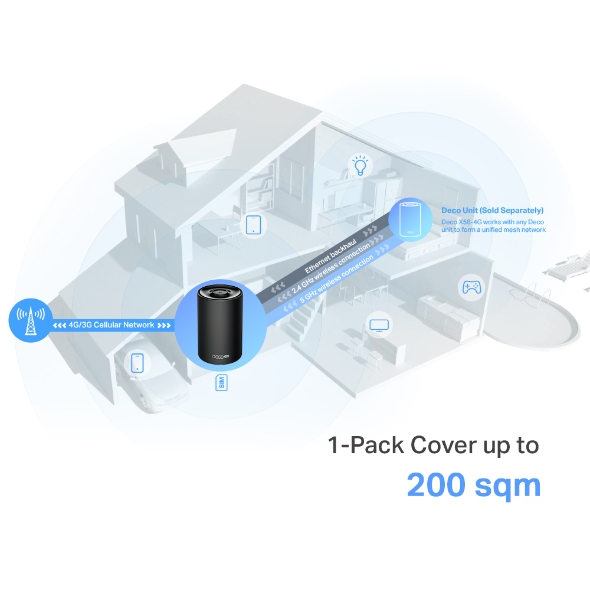 Deco Unit (Sold Separately)
Deco X50-4G works with any Deco
unit to form a unified mesh network
Ethernet backhaul
2.4 GHz wireless connection
5 GHz wireless connection
4G/3G Cellular Network
deco
SIM
1-Pack Cover up to
200 sqm